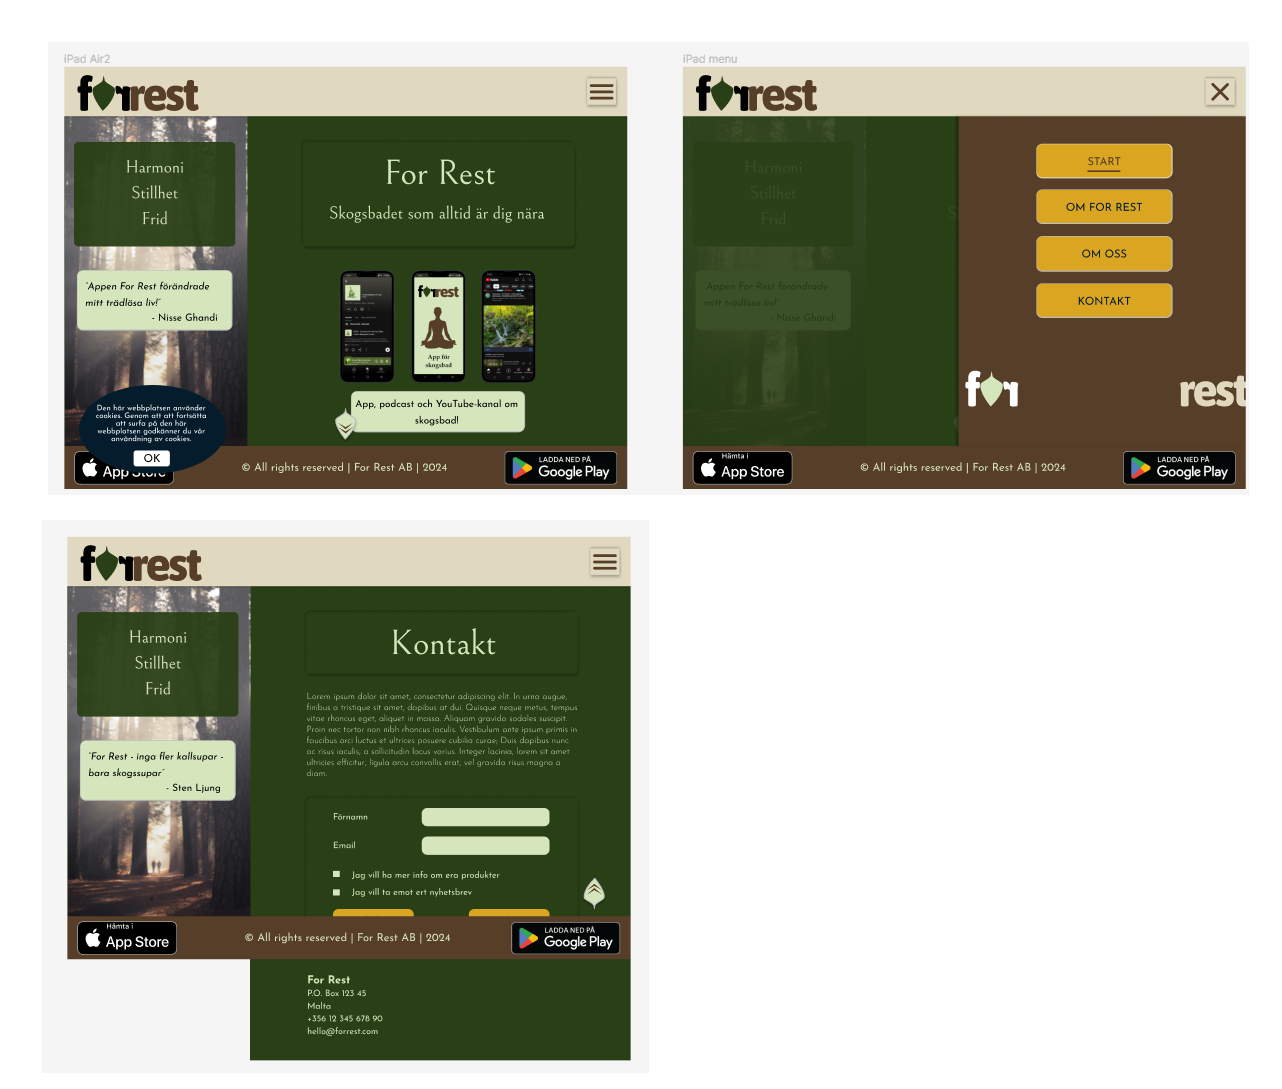 iPad Air2
forrest
Harmoni
Stillhet
Frid
"Appen For Rest förändrade
mitt trädlösa liv!"
- Nisse Ghandi
Den här webbplatsen använder
cookies. Genom att att fortsätta
att surfa på den här
webbplatsen godkänner du vår
användning av cookies.
OK
For Rest
Skogsbadet som alltid är dig nära
forrest
App för
skogsbad
App, podcast och YouTube-kanal om
skogsbad!
App Store
© All rights reserved | For Rest AB | 2024
LADDA NED PÅ
Google Play
iPad menu
forrest
Harmoni
Stillhet
Frid
S
"Appen For Rest förändrade
mitt trädlösa liv!"
- Nisse Ghandi
START
OM FOR REST
OM OSS
KONTAKT
for rest
Hämta i
App Store
© All rights reserved | For Rest AB | 2024
LADDA NED PÅ
Google Play
forrest
Harmoni
Stillhet
Frid
"For Rest - inga fler kallsupar -
bara skogssupar"
- Sten Ljung
Kontakt
Lorem ipsum dolor sit amet, consectetur adipiscing elit. In urna augue,
finibus a tristique sit amet, dapibus at dui. Quisque neque metus, tempus
vitae rhoncus eget, aliquet in massa. Aliquam gravida sodales suscipit.
Proin nec tortor non nibh rhoncus iaculis. Vestibulum ante ipsum primis in
faucibus orci luctus et ultrices posuere cubilia curae; Duis dapibus nunc
ac risus iaculis, a sollicitudin lacus varius. Integer lacinia, lorem sit amet
ultricies efficitur, ligula arcu convallis erat, vel gravida risus magna a
diam.
Förnamn
Email
Jag vill ha mer info om era produkter
Jag vill ta emot ert nyhetsbrev
Hämta i
App Store
© All rights reserved | For Rest AB | 2024
LADDA NED PÅ
Google Play
For Rest
P.O. Box 123 45
Malta
+356 12 345 678 90
hello@forrest.com